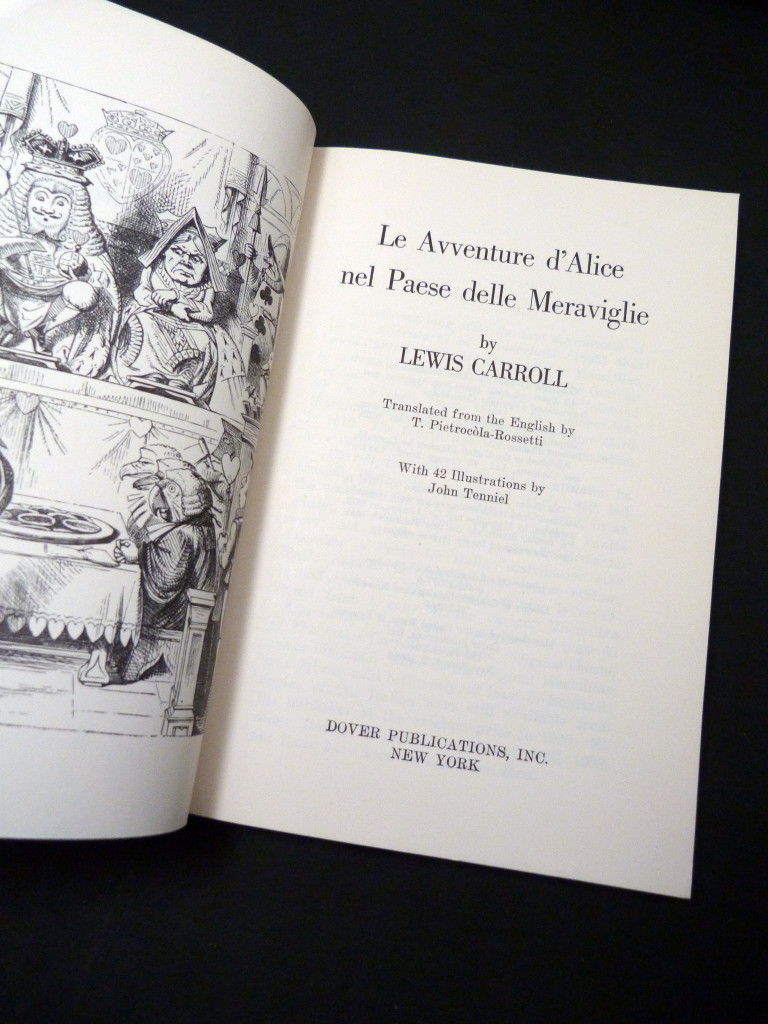 Le Avventure d'Alice
nel Paese delle Meraviglie
by
LEWIS CARROLL
Translated from the English by
T. Pietrocòla-Rossetti
With 42 Illustrations by
John Tenniel
DOVER PUBLICATIONS, INC.
NEW YORK